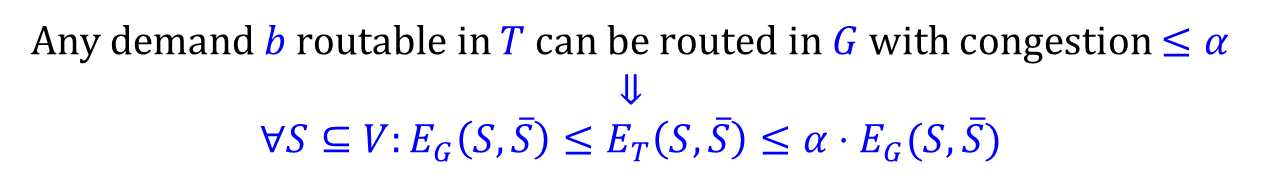 Any demand b routable in T can be routed in G with congestion ≤ α
⇓
∀S ⊆ V: E_G(S, S̄) ≤ E_T(S, S̄) ≤ α · E_G(S, S̄)